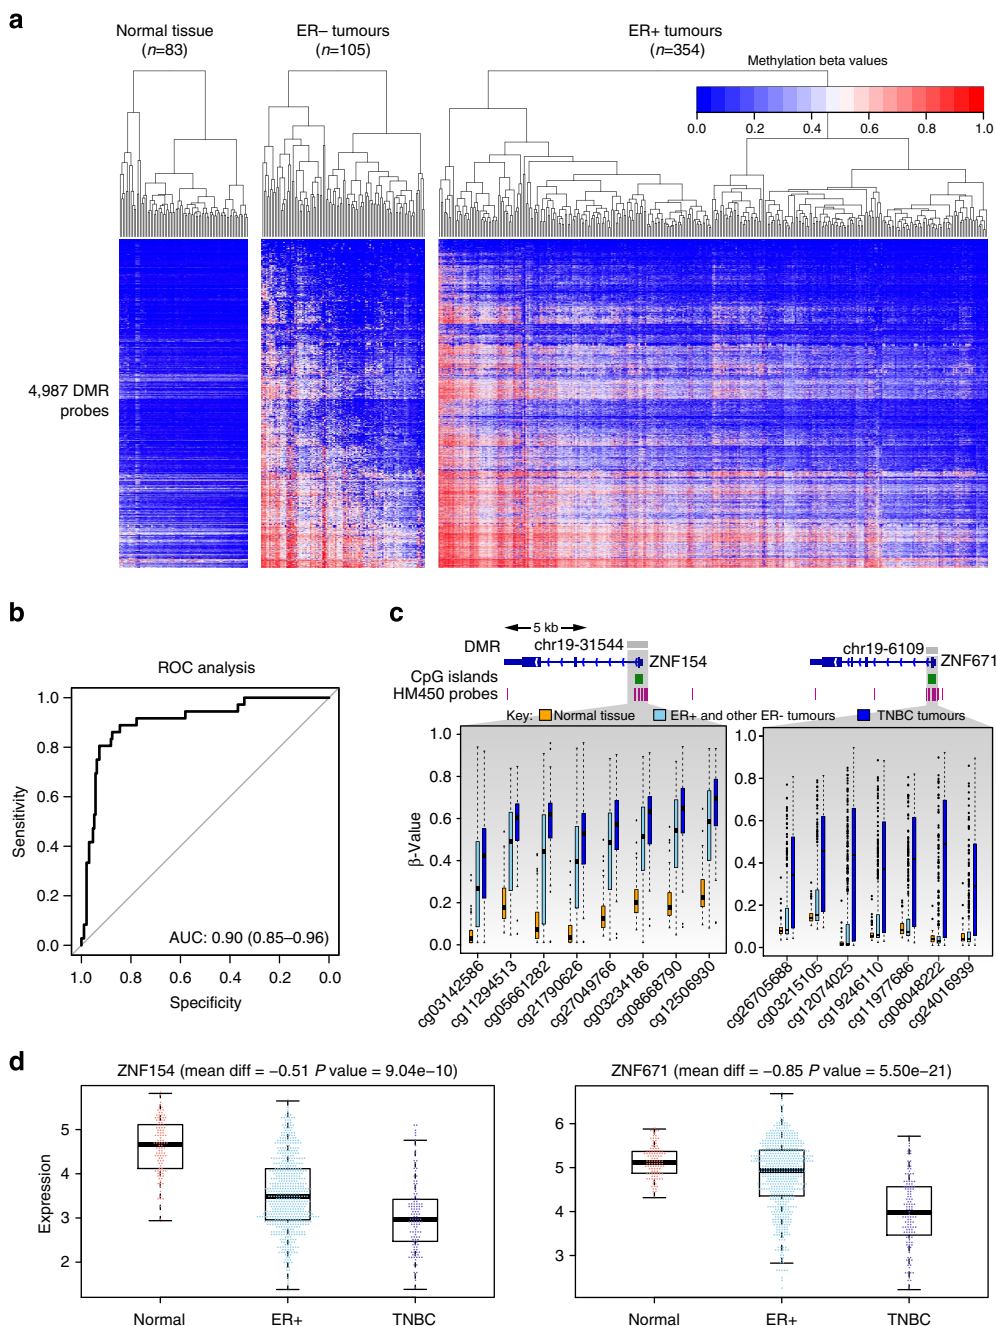 a
Normal tissue
(n=83)
ER– tumours
(n=105)
ER+ tumours
(n=354)
Methylation beta values
0.0 0.2 0.4 0.6 0.8 1.0
4,987 DMR
probes
b
ROC analysis
Sensitivity
1.0
0.8
0.6
0.4
0.2
0.0
AUC: 0.90 (0.85–0.96)
1.0 0.8 0.6 0.4 0.2 0.0
Specificity
c
5 kb
DMR
chr19-31544
ZNF154
chr19-6109
ZNF671
CpG islands
HM450 probes
Key: Normal tissue ER+ and other ER- tumours TNBC tumours
β-Value
1.0
0.8
0.6
0.4
0.2
0.0
cg03142586
cg11294513
cg05661282
cg21790626
cg27049766
cg03234186
cg08668790
cg12506930
1.0
0.8
0.6
0.4
0.2
0.0
cg26705688
cg03215105
cg12074025
cg19246110
cg11977686
cg08048222
cg24016939
d
ZNF154 (mean diff = –0.51 P value = 9.04e–10)
Expression
5
4
3
2
Normal ER+ TNBC
ZNF671 (mean diff = –0.85 P value = 5.50e–21)
6
5
4
3
Normal ER+ TNBC